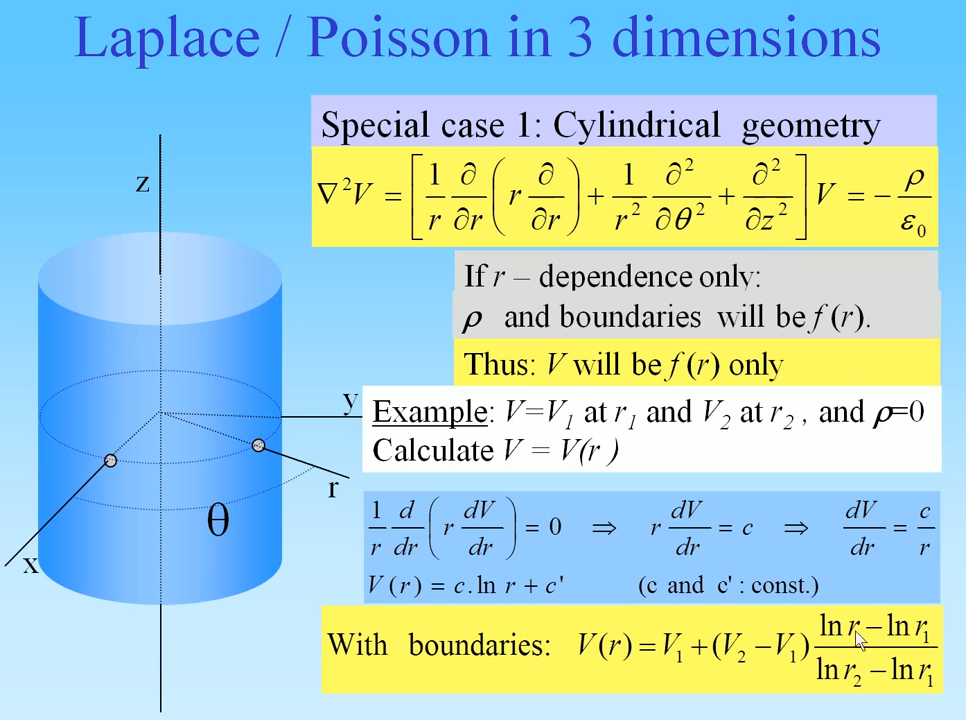 Laplace / Poisson in 3 dimensions
Special case 1: Cylindrical geometry
∇²V = [ 1/r ∂/∂r ( r ∂/∂r ) + 1/r² ∂²/∂θ² + ∂²/∂z² ] V = − ρ/ε₀
If r – dependence only:
ρ and boundaries will be f (r).
Thus: V will be f (r) only
Example: V=V₁ at r₁ and V₂ at r₂ , and ρ=0
Calculate V = V(r )
1/r d/dr ( r dV/dr ) = 0 ⇒ r dV/dr = c ⇒ dV/dr = c/r
V (r) = c.ln r + c' (c and c' : const.)
With boundaries: V(r) = V₁ + (V₂ − V₁) (ln r − ln r₁)/(ln r₂ − ln r₁)
z
y
r
θ
x